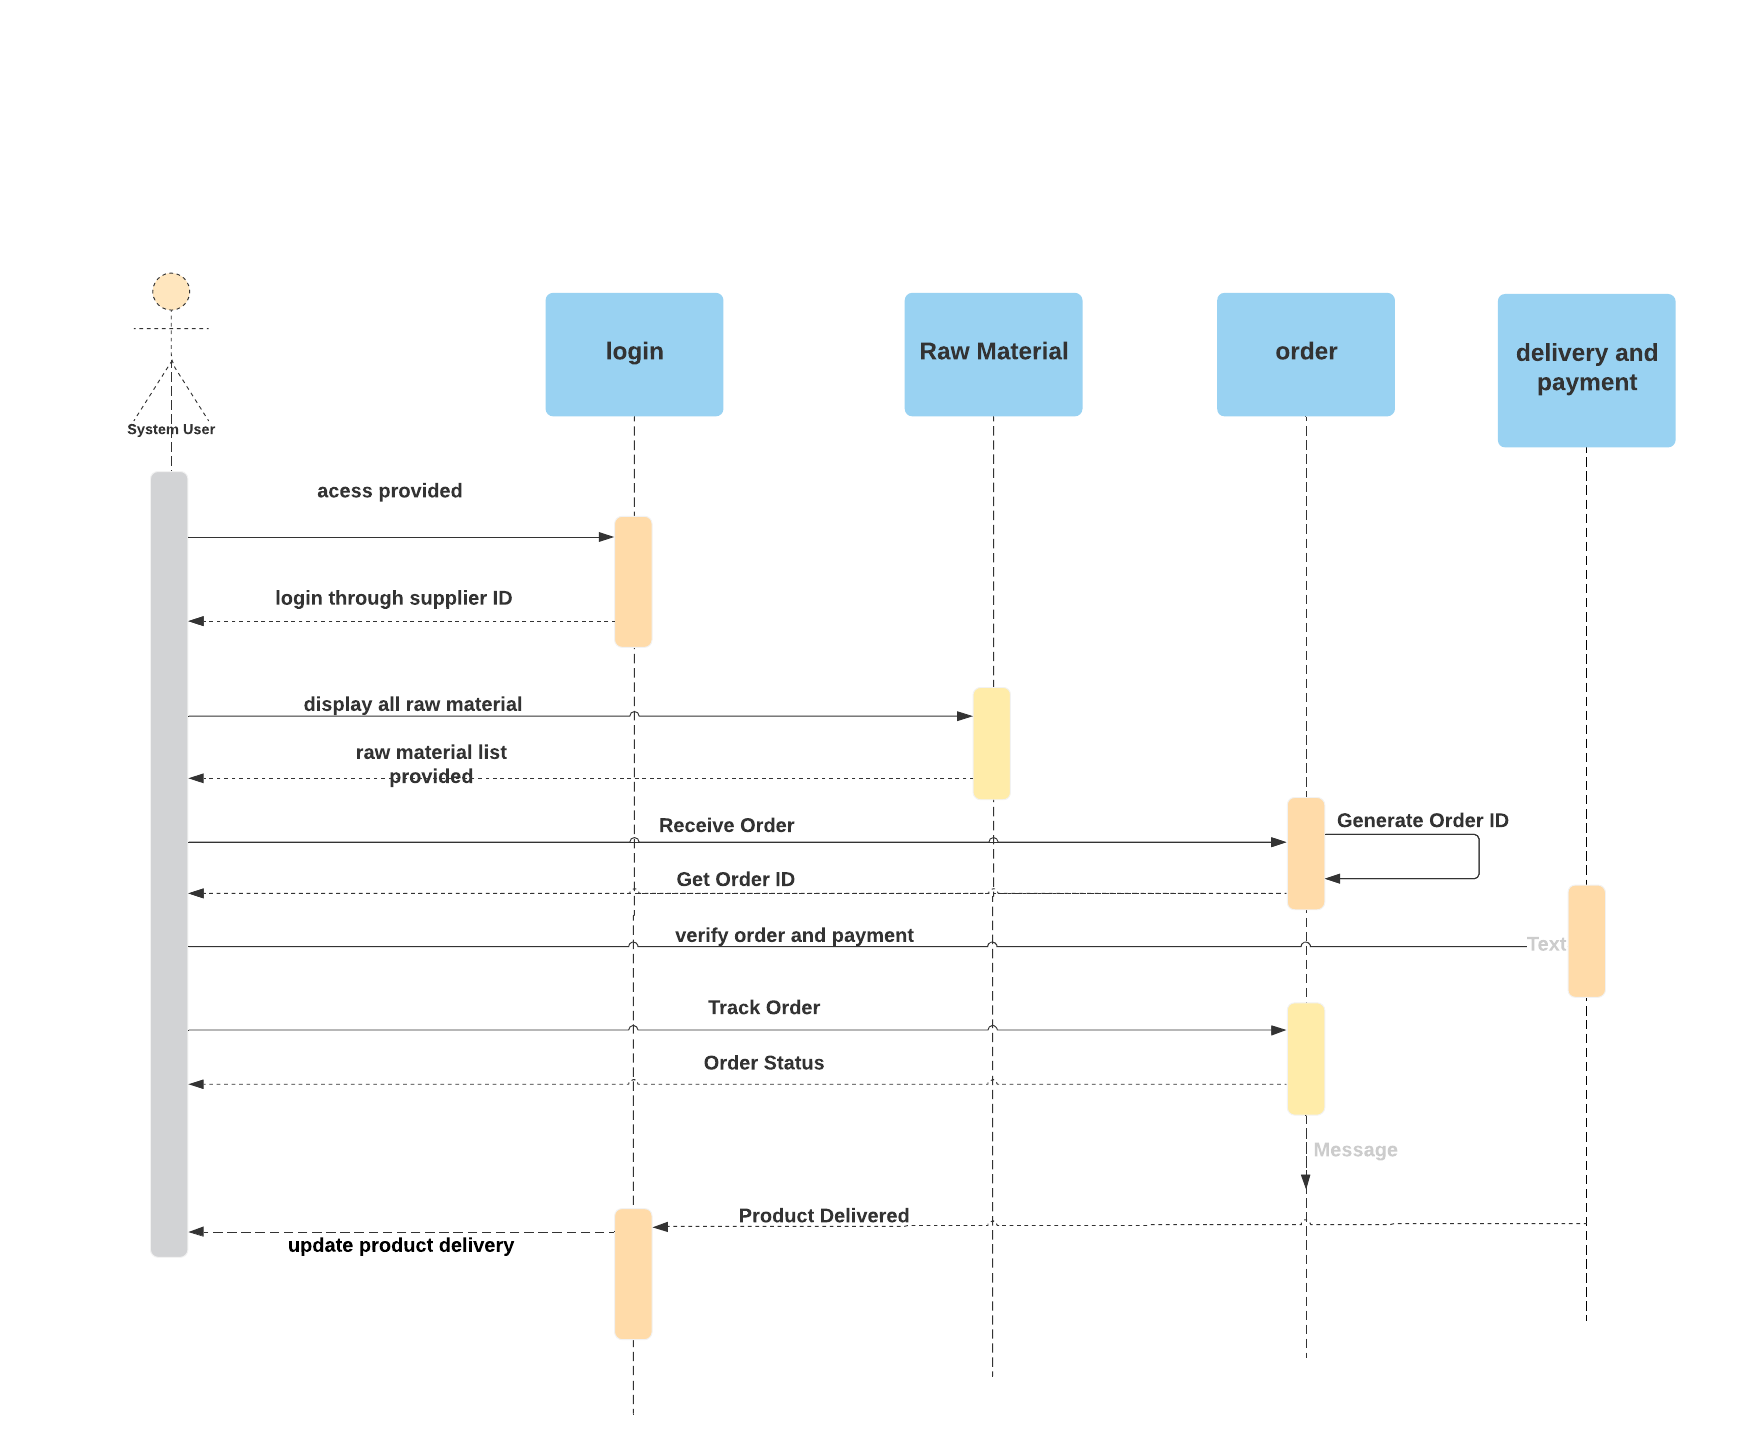 login
Raw Material
order
delivery and
payment
System User
acess provided
login through supplier ID
display all raw material
raw material list
provided
Receive Order
Generate Order ID
Get Order ID
verify order and payment
Text
Track Order
Order Status
Message
Product Delivered
update product delivery